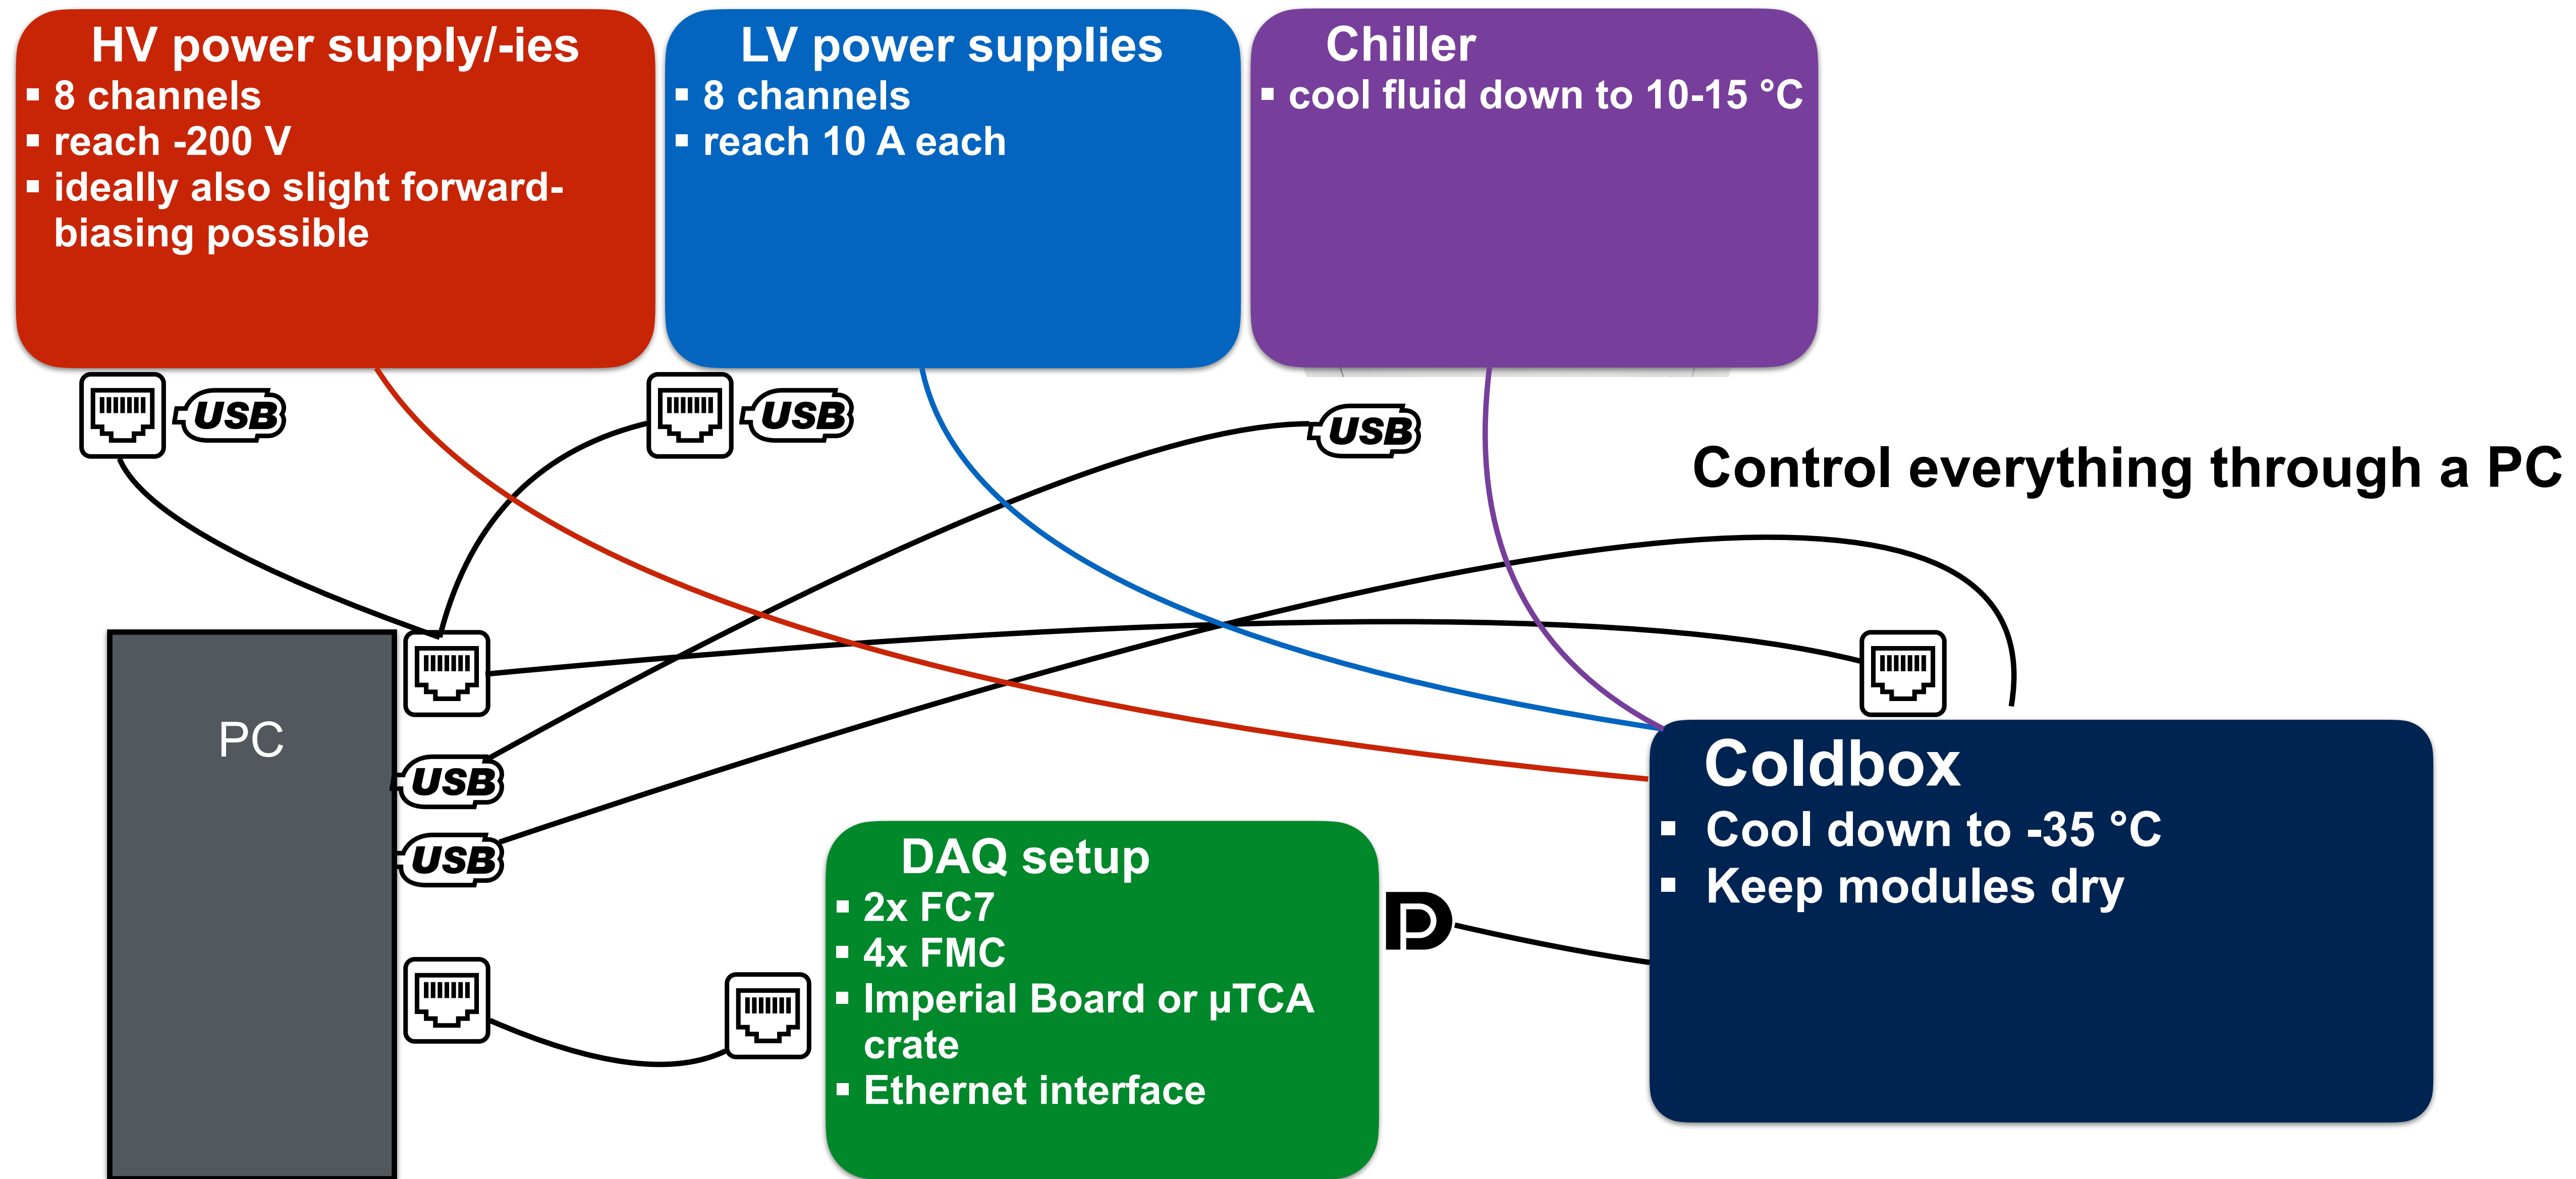 HV power supply/-ies
▪ 8 channels
▪ reach -200 V
▪ ideally also slight forward-
biasing possible
LV power supplies
▪ 8 channels
▪ reach 10 A each
Chiller
▪ cool fluid down to 10-15 °C
USB
USB
USB
Control everything through a PC
PC
USB
USB
DAQ setup
▪ 2x FC7
▪ 4x FMC
▪ Imperial Board or µTCA
crate
▪ Ethernet interface
Coldbox
▪ Cool down to -35 °C
▪ Keep modules dry